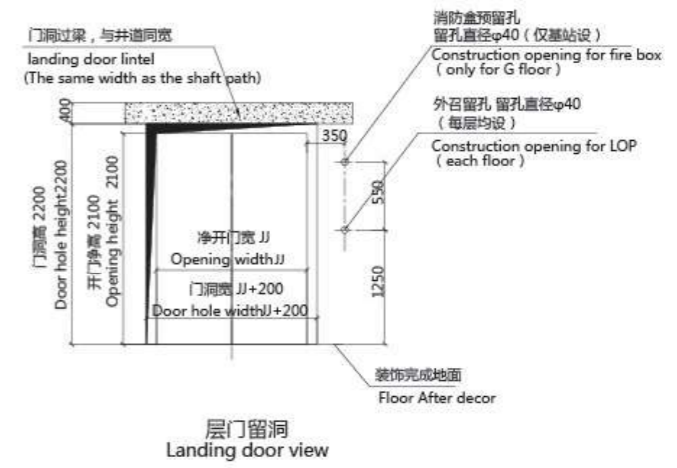 消防盒预留孔
留孔直径φ40（仅基站设）
Construction opening for fire box
（only for G floor）
门洞过梁，与井道同宽
landing door lintel
(The same width as the shaft path)
外召留孔 留孔直径φ40
（每层均设）
Construction opening for LOP
（each floor）
400
350
550
1250
门洞高 2200
Door hole height2200
开门净高 2100
Opening height 2100
净开门宽 JJ
Opening widthJJ
门洞宽 JJ+200
Door hole widthJJ+200
装饰完成地面
Floor After decor
层门留洞
Landing door view